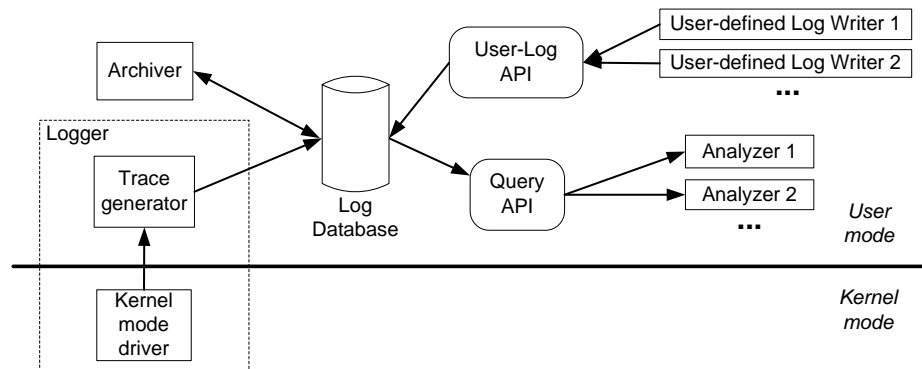 Archiver
Logger
Trace
generator
Kernel
mode
driver
Log
Database
User-Log
API
Query
API
User-defined Log Writer 1
User-defined Log Writer 2
...
Analyzer 1
Analyzer 2
...
User
mode
Kernel
mode